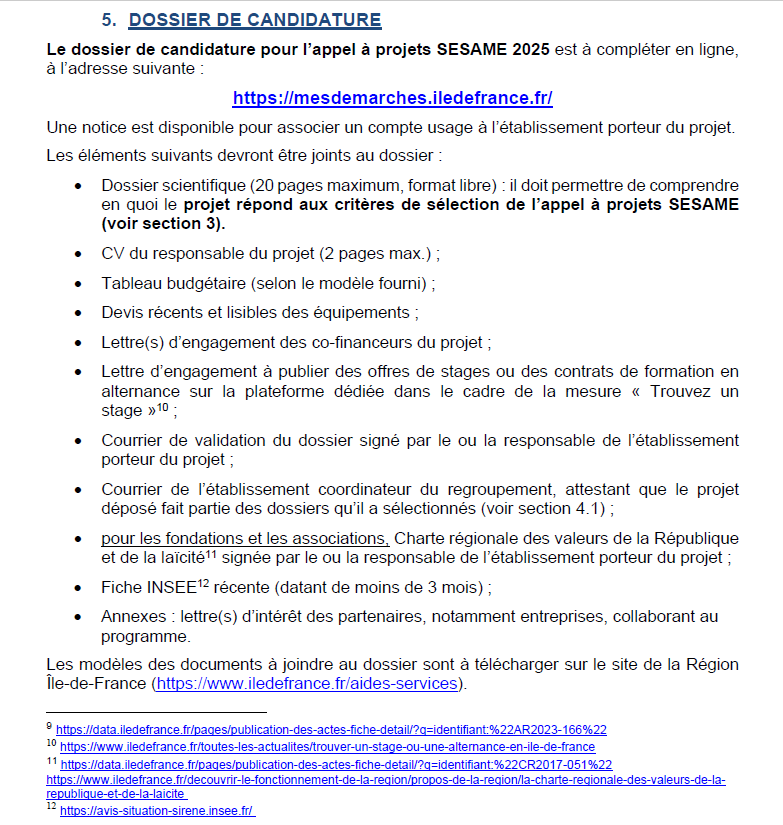 5. DOSSIER DE CANDIDATURE
Le dossier de candidature pour l’appel à projets SESAME 2025 est à compléter en ligne,
à l’adresse suivante :
https://mesdemarches.iledefrance.fr/
Une notice est disponible pour associer un compte usage à l’établissement porteur du projet.
Les éléments suivants devront être joints au dossier :
• Dossier scientifique (20 pages maximum, format libre) : il doit permettre de comprendre
en quoi le projet répond aux critères de sélection de l’appel à projets SESAME
(voir section 3).
• CV du responsable du projet (2 pages max.) ;
• Tableau budgétaire (selon le modèle fourni) ;
• Devis récents et lisibles des équipements ;
• Lettre(s) d’engagement des co-financeurs du projet ;
• Lettre d’engagement à publier des offres de stages ou des contrats de formation en
alternance sur la plateforme dédiée dans le cadre de la mesure « Trouvez un
stage »10 ;
• Courrier de validation du dossier signé par le ou la responsable de l’établissement
porteur du projet ;
• Courrier de l’établissement coordinateur du regroupement, attestant que le projet
déposé fait partie des dossiers qu’il a sélectionnés (voir section 4.1) ;
• pour les fondations et les associations, Charte régionale des valeurs de la République
et de la laïcité11 signée par le ou la responsable de l’établissement porteur du projet ;
• Fiche INSEE12 récente (datant de moins de 3 mois) ;
• Annexes : lettre(s) d’intérêt des partenaires, notamment entreprises, collaborant au
programme.
Les modèles des documents à joindre au dossier sont à télécharger sur le site de la Région
Île-de-France (https://www.iledefrance.fr/aides-services).
9 https://data.iledefrance.fr/pages/publication-des-actes-fiche-detail/?q=identifiant:%22AR2023-166%22
10 https://www.iledefrance.fr/toutes-les-actualites/trouver-un-stage-ou-une-alternance-en-ile-de-france
11 https://data.iledefrance.fr/pages/publication-des-actes-fiche-detail/?q=identifiant:%22CR2017-051%22
https://www.iledefrance.fr/decouvrir-le-fonctionnement-de-la-region/propos-de-la-region/la-charte-regionale-des-valeurs-de-la-
republique-et-de-la-laicite
12 https://avis-situation-sirene.insee.fr/